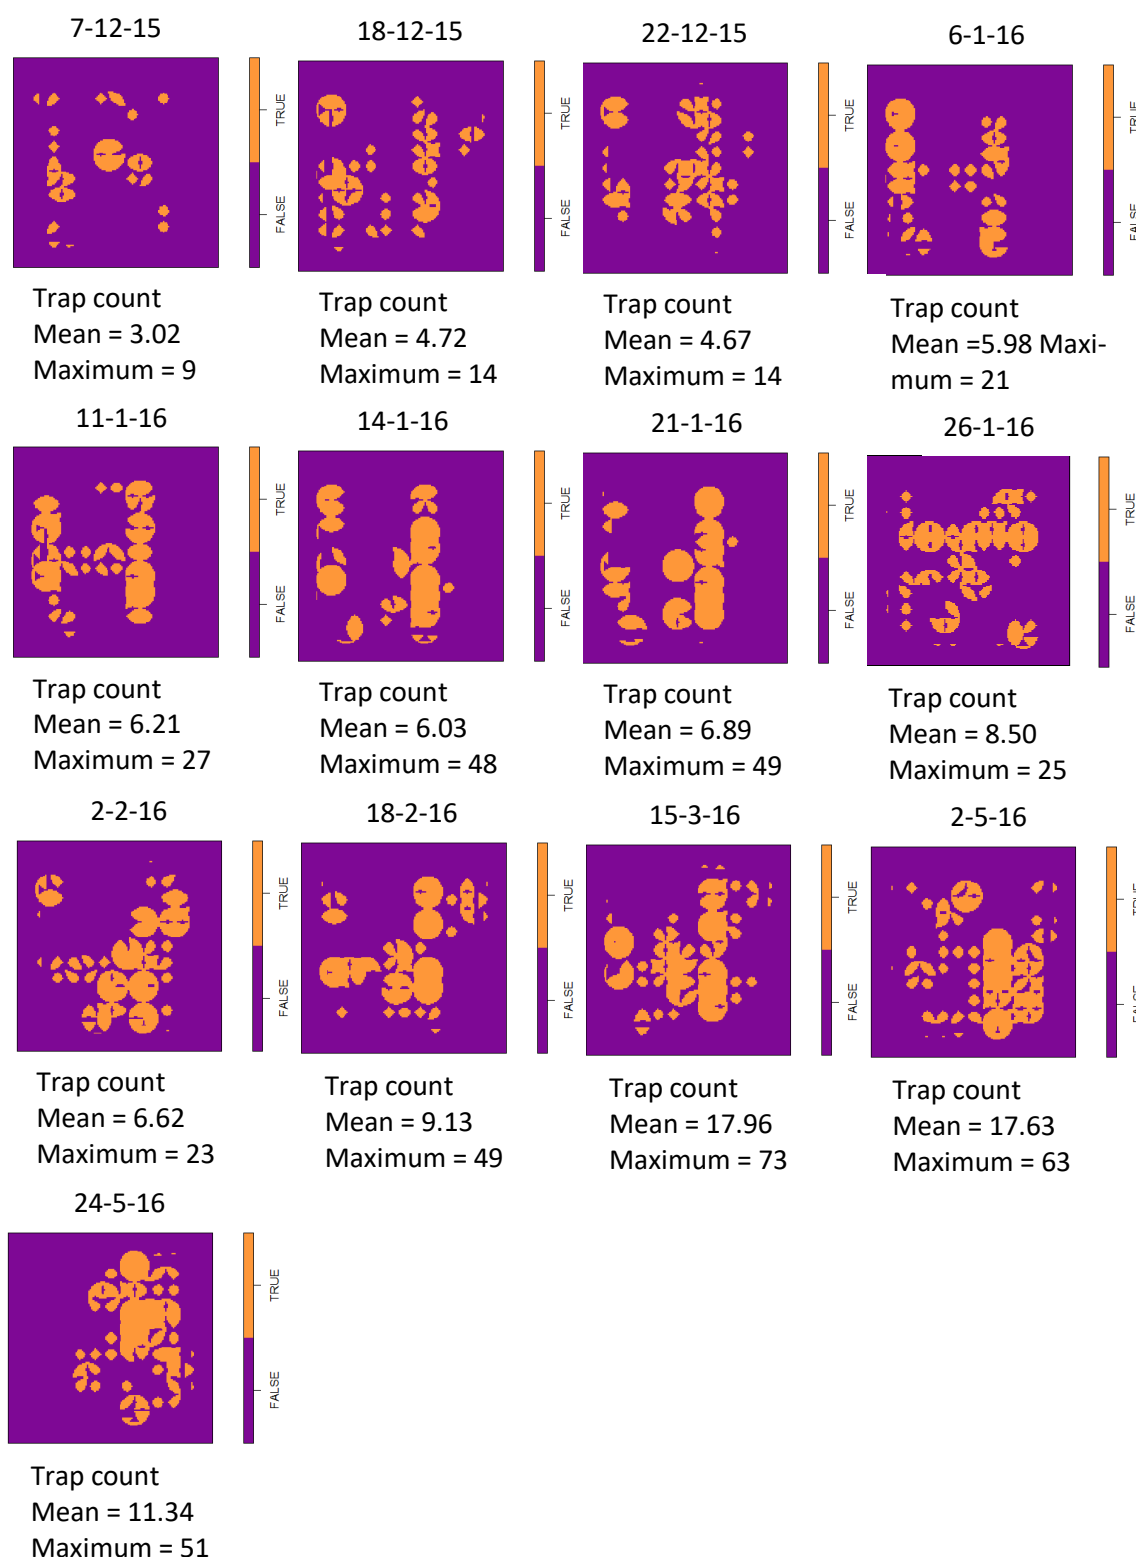 7-12-15
18-12-15
22-12-15
6-1-16
TRUE
FALSE
TRUE
FALSE
TRUE
FALSE
TRUE
FALSE
Trap count
Mean = 3.02
Maximum = 9
Trap count
Mean = 4.72
Maximum = 14
Trap count
Mean = 4.67
Maximum = 14
Trap count
Mean =5.98 Maxi-
mum = 21
11-1-16
14-1-16
21-1-16
26-1-16
TRUE
FALSE
TRUE
FALSE
TRUE
FALSE
TRUE
FALSE
Trap count
Mean = 6.21
Maximum = 27
Trap count
Mean = 6.03
Maximum = 48
Trap count
Mean = 6.89
Maximum = 49
Trap count
Mean = 8.50
Maximum = 25
2-2-16
18-2-16
15-3-16
2-5-16
TRUE
FALSE
TRUE
FALSE
TRUE
FALSE
TRUE
FALSE
Trap count
Mean = 6.62
Maximum = 23
Trap count
Mean = 9.13
Maximum = 49
Trap count
Mean = 17.96
Maximum = 73
Trap count
Mean = 17.63
Maximum = 63
24-5-16
TRUE
FALSE
Trap count
Mean = 11.34
Maximum = 51